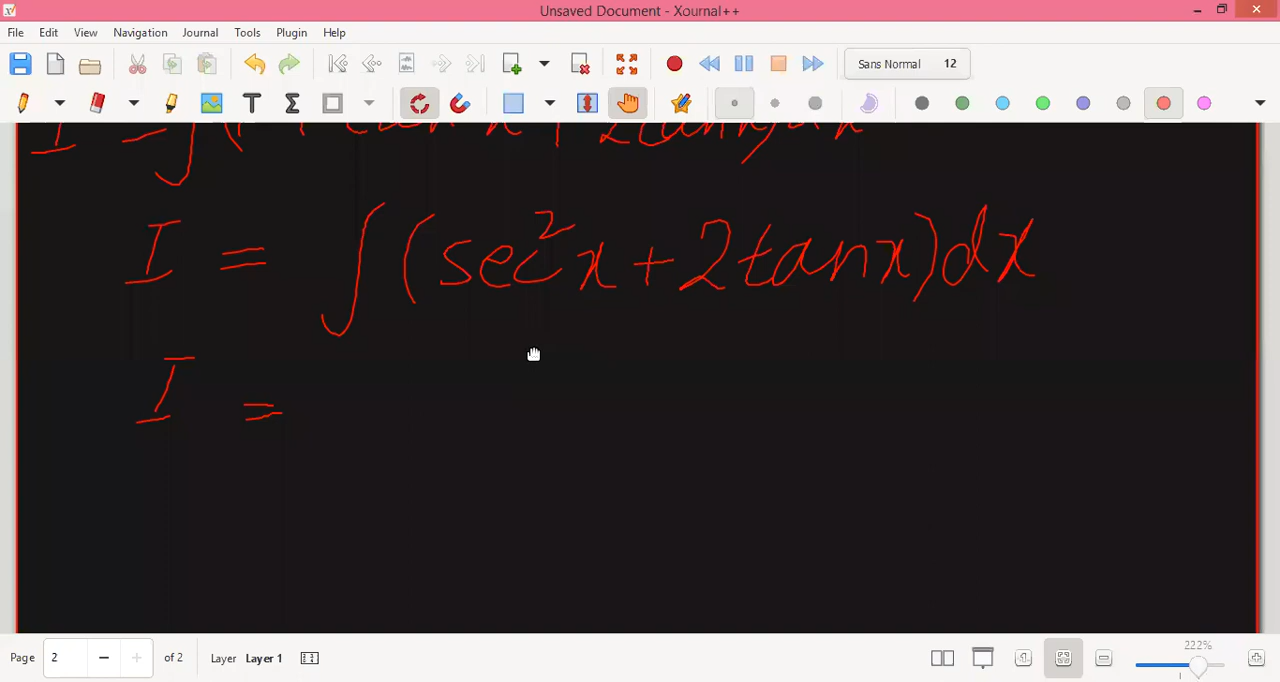 Unsaved Document - Xournal++
File Edit View Navigation Journal Tools Plugin Help
Sans Normal 12
I = ∫(sec²x + 2tanx)dx
I =
Page 2 of 2 Layer Layer 1 222%